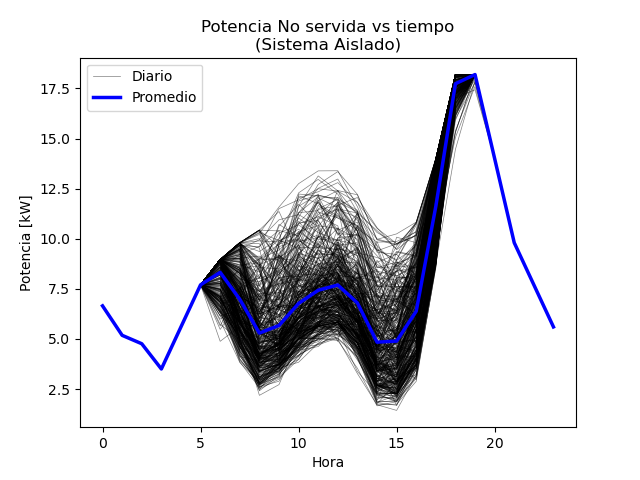 Potencia No servida vs tiempo
(Sistema Aislado)
Diario
Promedio
Potencia [kW]
17.5
15.0
12.5
10.0
7.5
5.0
2.5
0 5 10 15 20
Hora